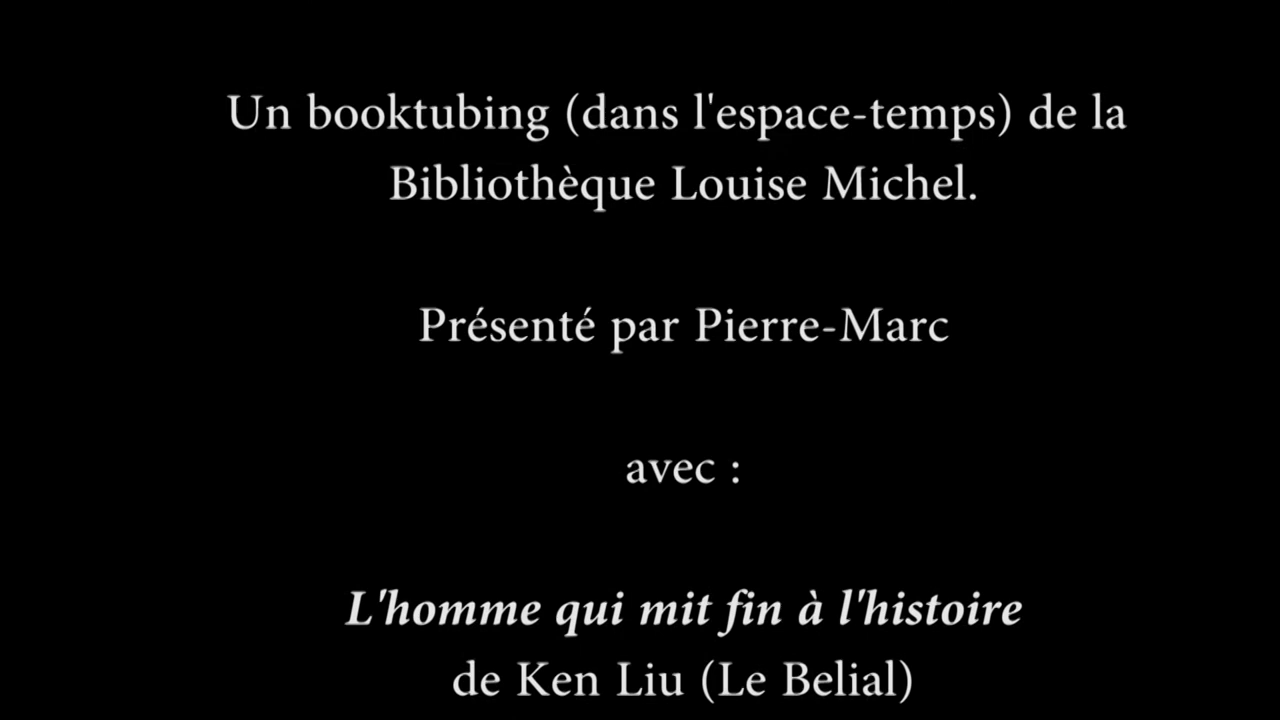 Un booktubing (dans l'espace-temps) de la
Bibliothèque Louise Michel.
Présenté par Pierre-Marc
avec :
L'homme qui mit fin à l'histoire
de Ken Liu (Le Belial)